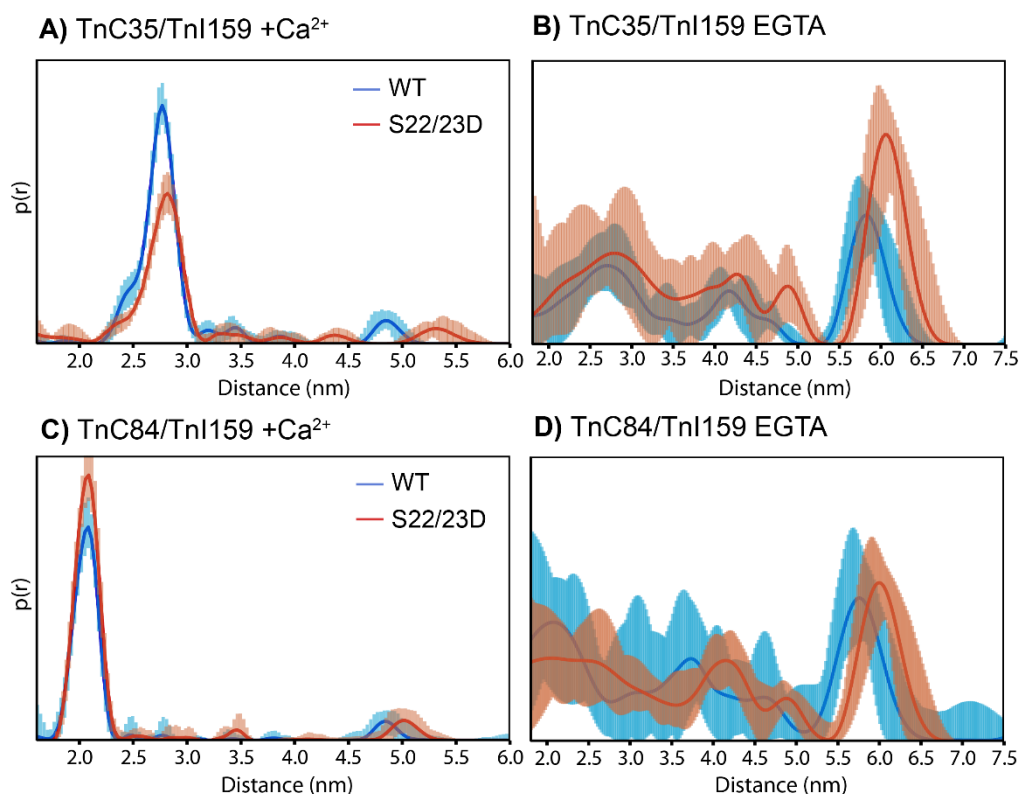 A) TnC35/TnI159 +Ca²⁺
B) TnC35/TnI159 EGTA
WT
S22/23D
p(r)
2.0 2.5 3.0 3.5 4.0 4.5 5.0 5.5 6.0
Distance (nm)
2.0 2.5 3.0 3.5 4.0 4.5 5.0 5.5 6.0 6.5 7.0 7.5
Distance (nm)
C) TnC84/TnI159 +Ca²⁺
D) TnC84/TnI159 EGTA
WT
S22/23D
p(r)
2.0 2.5 3.0 3.5 4.0 4.5 5.0 5.5 6.0
Distance (nm)
2.0 2.5 3.0 3.5 4.0 4.5 5.0 5.5 6.0 6.5 7.0 7.5
Distance (nm)